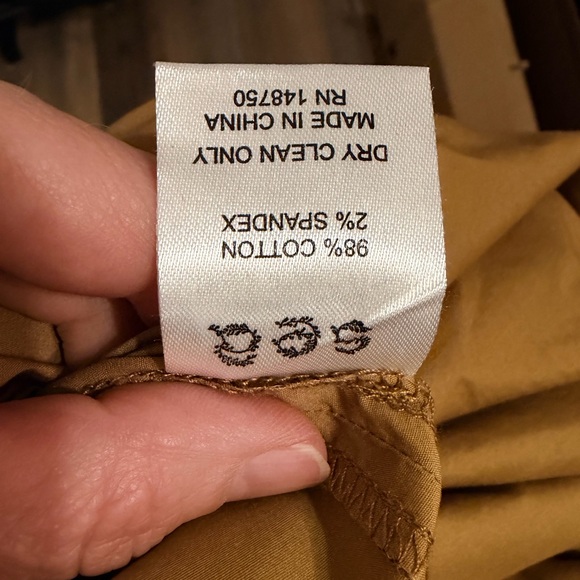 98% COTTON
2% SPANDEX
DRY CLEAN ONLY
MADE IN CHINA
RN 148750